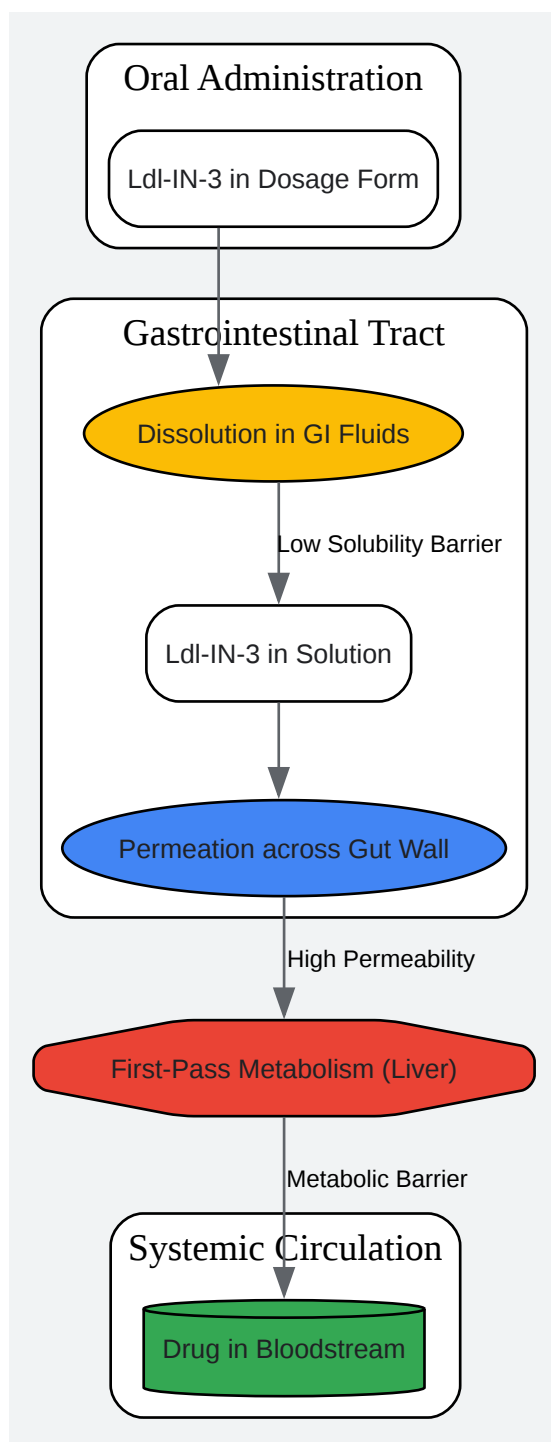 Oral Administration
Ldl-IN-3 in Dosage Form
Gastrointestinal Tract
Dissolution in GI Fluids
Low Solubility Barrier
Ldl-IN-3 in Solution
Permeation across Gut Wall
High Permeability
First-Pass Metabolism (Liver)
Metabolic Barrier
Systemic Circulation
Drug in Bloodstream